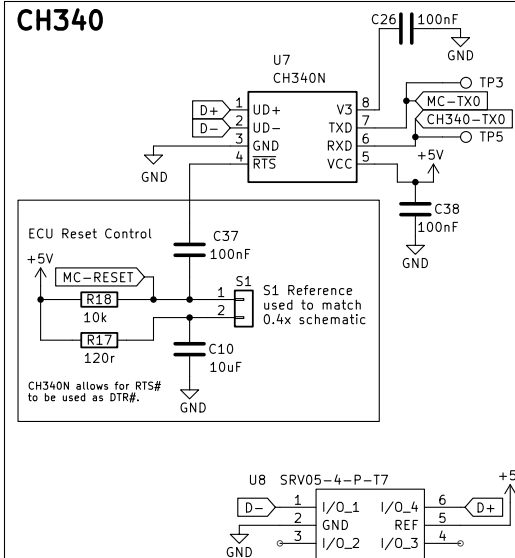 CH340
C26 100nF
GND
U7
CH340N
D+ 1 UD+ V3 8
D- 2 UD- TXD 7
3 GND RXD 6
4 RTS VCC 5
TP3
MC-TX0
CH340-TX0
TP5
GND
+5V
C38
100nF
GND
ECU Reset Control
C37
100nF
+5V
MC-RESET
R18
10k
R17
120r
S1
1
2
S1 Reference
used to match
0.4x schematic
C10
10uF
GND
CH340N allows for RTS#
to be used as DTR#.
U8 SRV05-4-P-T7
+5
D- 1 I/O_1 I/O_4 6 D+
2 GND REF 5
3 I/O_2 I/O_3 4
GND